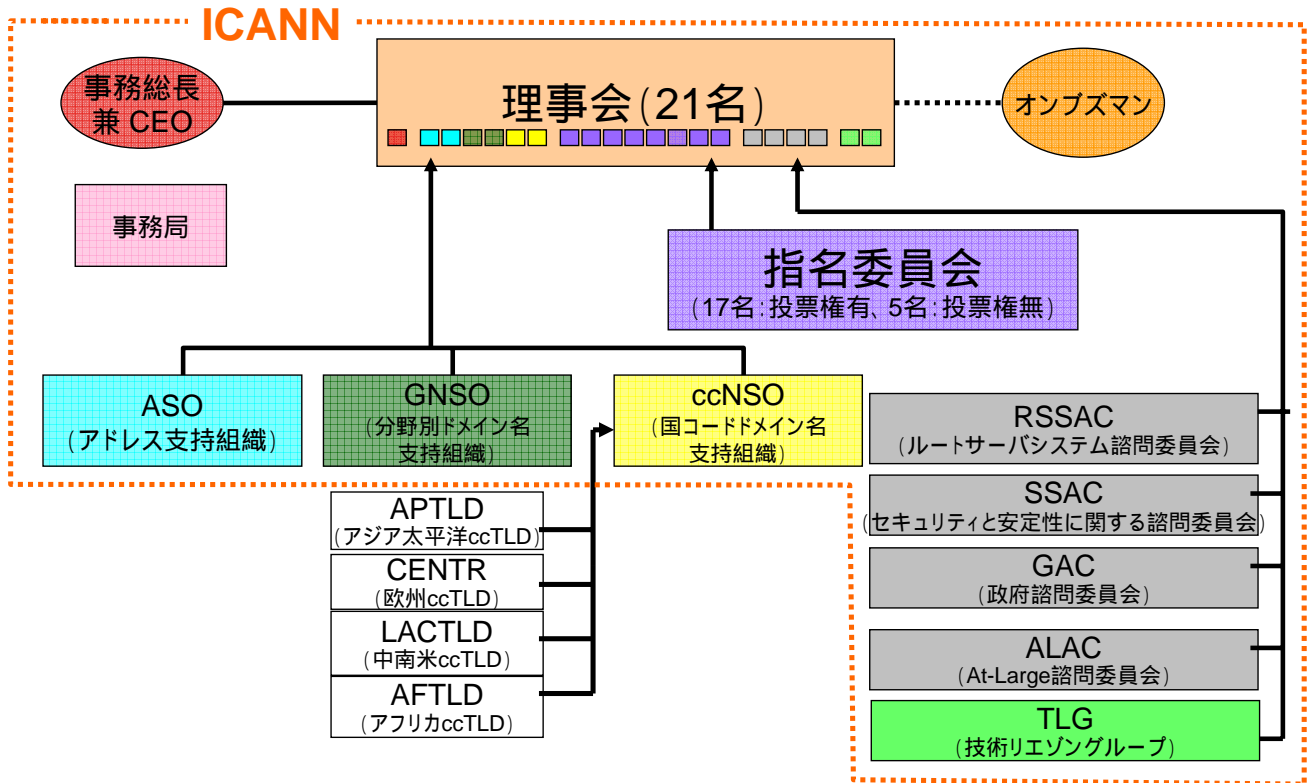 ICANN
事務総長
兼 CEO
理事会(21名)
オンブズマン
事務局
指名委員会
(17名:投票権有、5名:投票権無)
ASO
(アドレス支持組織)
GNSO
(分野別ドメイン名
支持組織)
ccNSO
(国コードドメイン名
支持組織)
APTLD
(アジア太平洋ccTLD)
CENTR
(欧州ccTLD)
LACTLD
(中南米ccTLD)
AFTLD
(アフリカccTLD)
RSSAC
(ルートサーバシステム諮問委員会)
SSAC
(セキュリティと安定性に関する諮問委員会)
GAC
(政府諮問委員会)
ALAC
(At-Large諮問委員会)
TLG
(技術リエゾングループ)